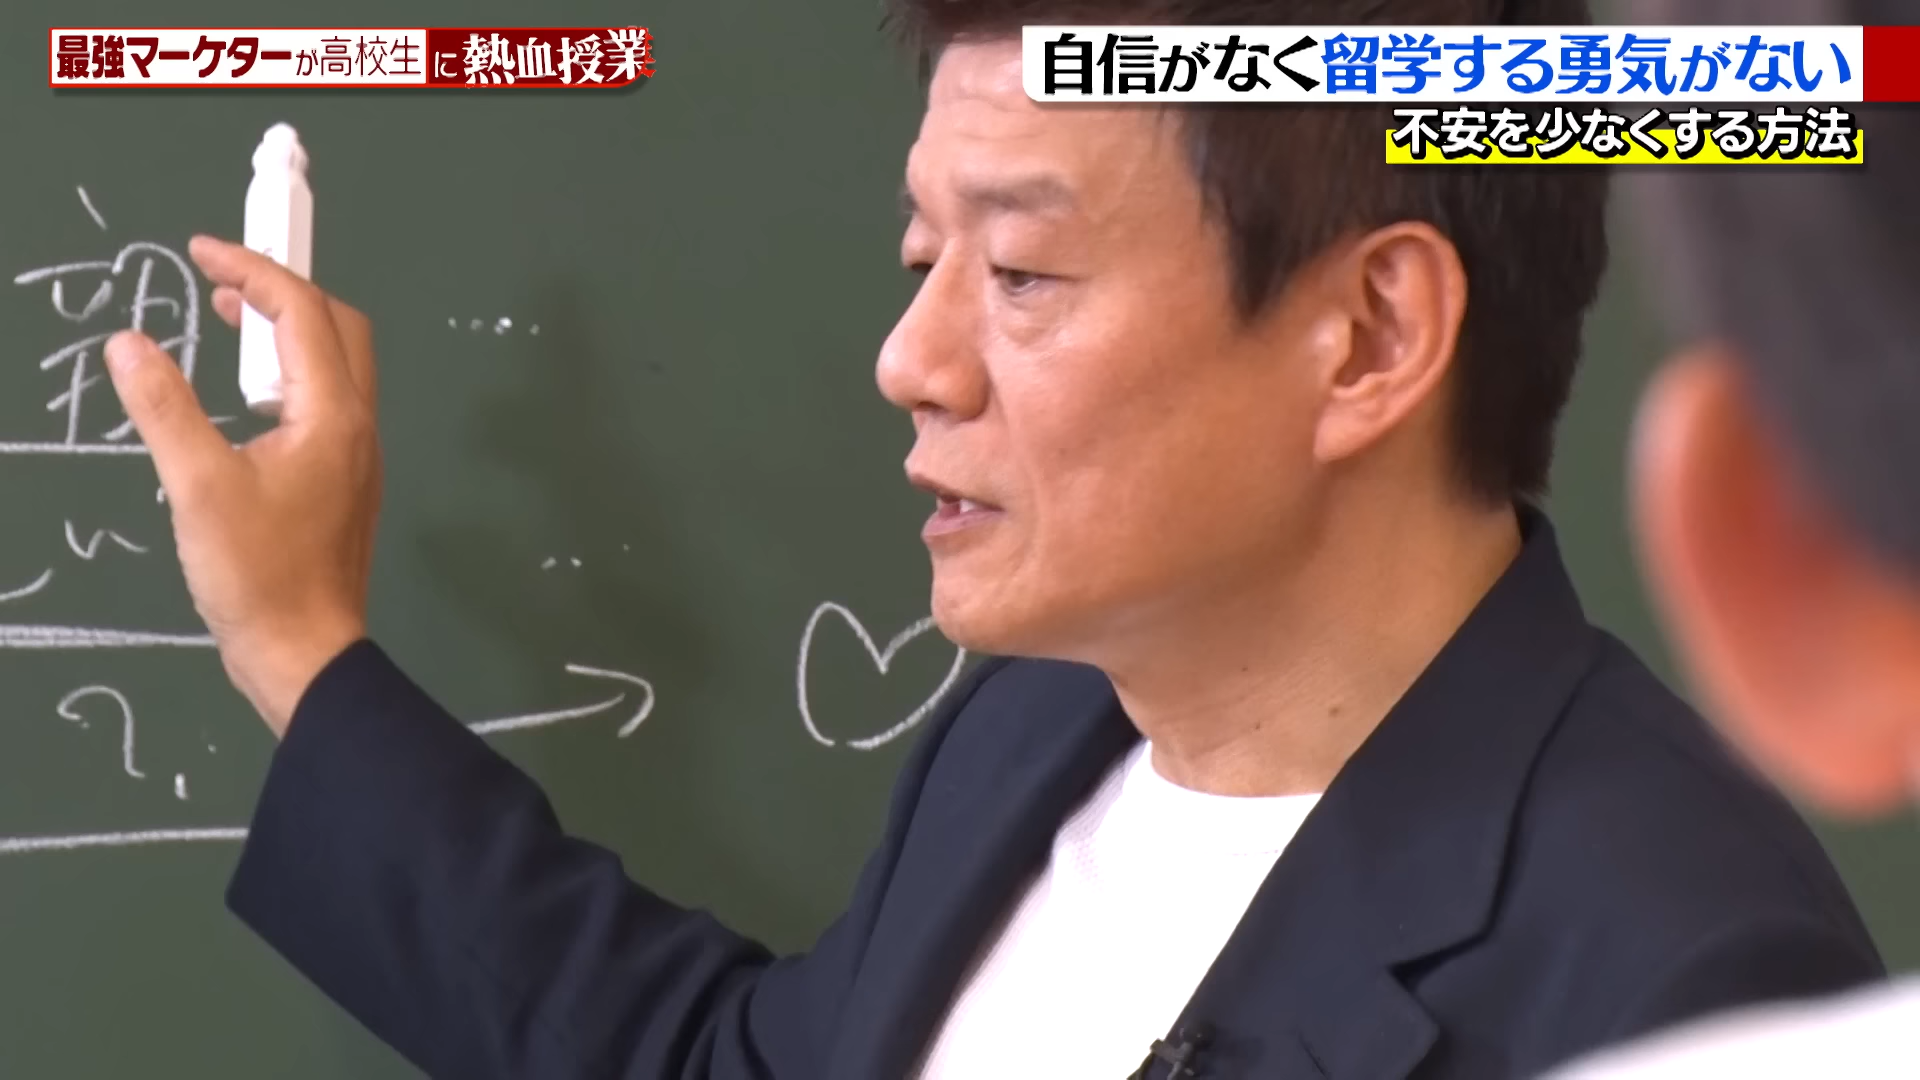 最強マーケターが高校生に熱血授業
自信がなく留学する勇気がない
不安を少なくする方法
?